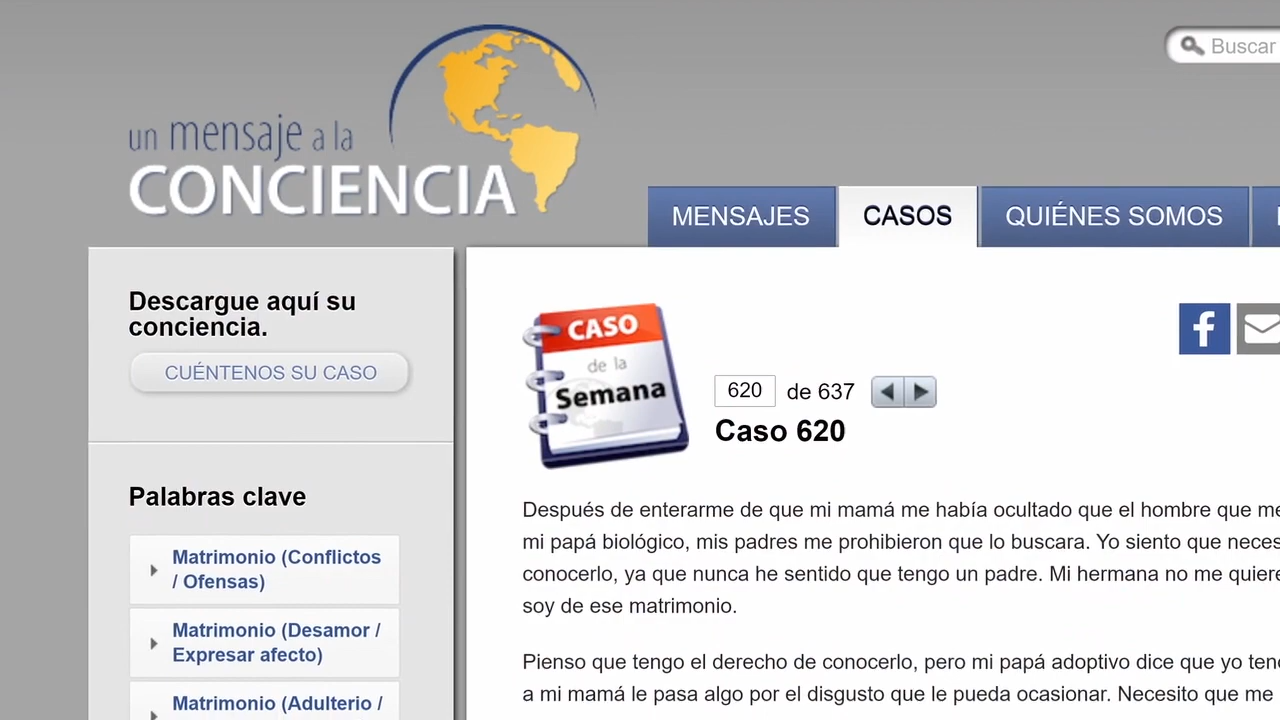 Buscar
un mensaje a la
CONCIENCIA
MENSAJES
CASOS
QUIÉNES SOMOS
Descargue aquí su
conciencia.
CUÉNTENOS SU CASO
Palabras clave
Matrimonio (Conflictos
/ Ofensas)
Matrimonio (Desamor /
Expresar afecto)
Matrimonio (Adulterio /
CASO
de la
Semana
620 de 637
Caso 620
Después de enterarme de que mi mamá me había ocultado que el hombre que
mi papá biológico, mis padres me prohibieron que lo buscara. Yo siento que
conocerlo, ya que nunca he sentido que tengo un padre. Mi hermana no me
soy de ese matrimonio.
Pienso que tengo el derecho de conocerlo, pero mi papá adoptivo dice que yo
a mi mamá le pasa algo por el disgusto que le pueda ocasionar. Necesito que me